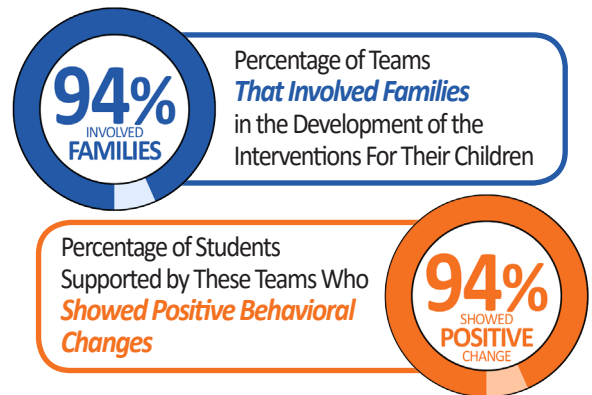 94%
INVOLVED
FAMILIES
Percentage of Teams
That Involved Families
in the Development of the
Interventions For Their Children
Percentage of Students
Supported by These Teams Who
Showed Positive Behavioral
Changes
94%
SHOWED
POSITIVE
CHANGE